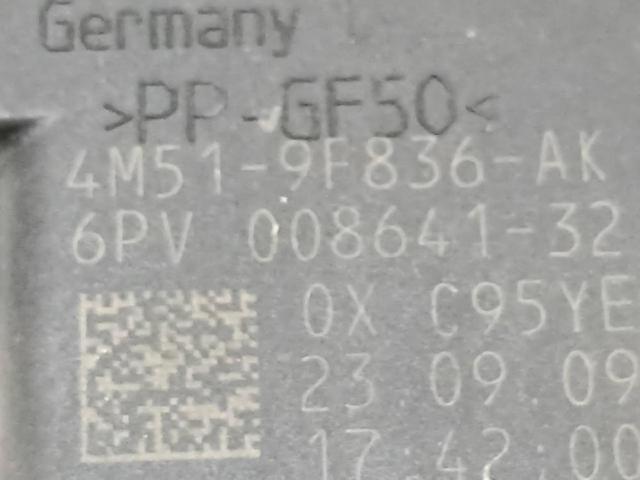 Germany
>PP-GF50<
4M51-9F836-AK
6PV 008641-32
0X C95YE
23.09.09
17:42:00